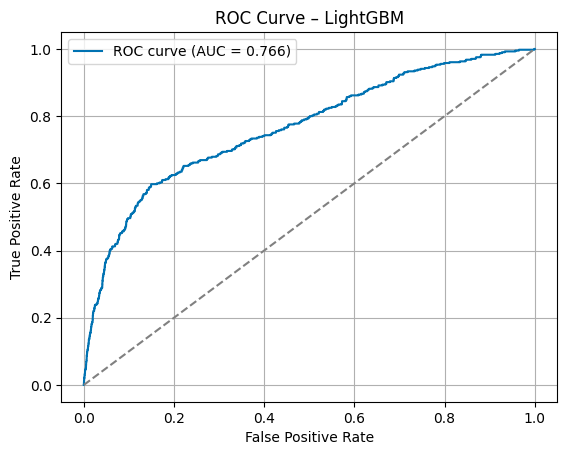 ROC Curve – LightGBM
ROC curve (AUC = 0.766)
True Positive Rate
1.0
0.8
0.6
0.4
0.2
0.0
0.0 0.2 0.4 0.6 0.8 1.0
False Positive Rate